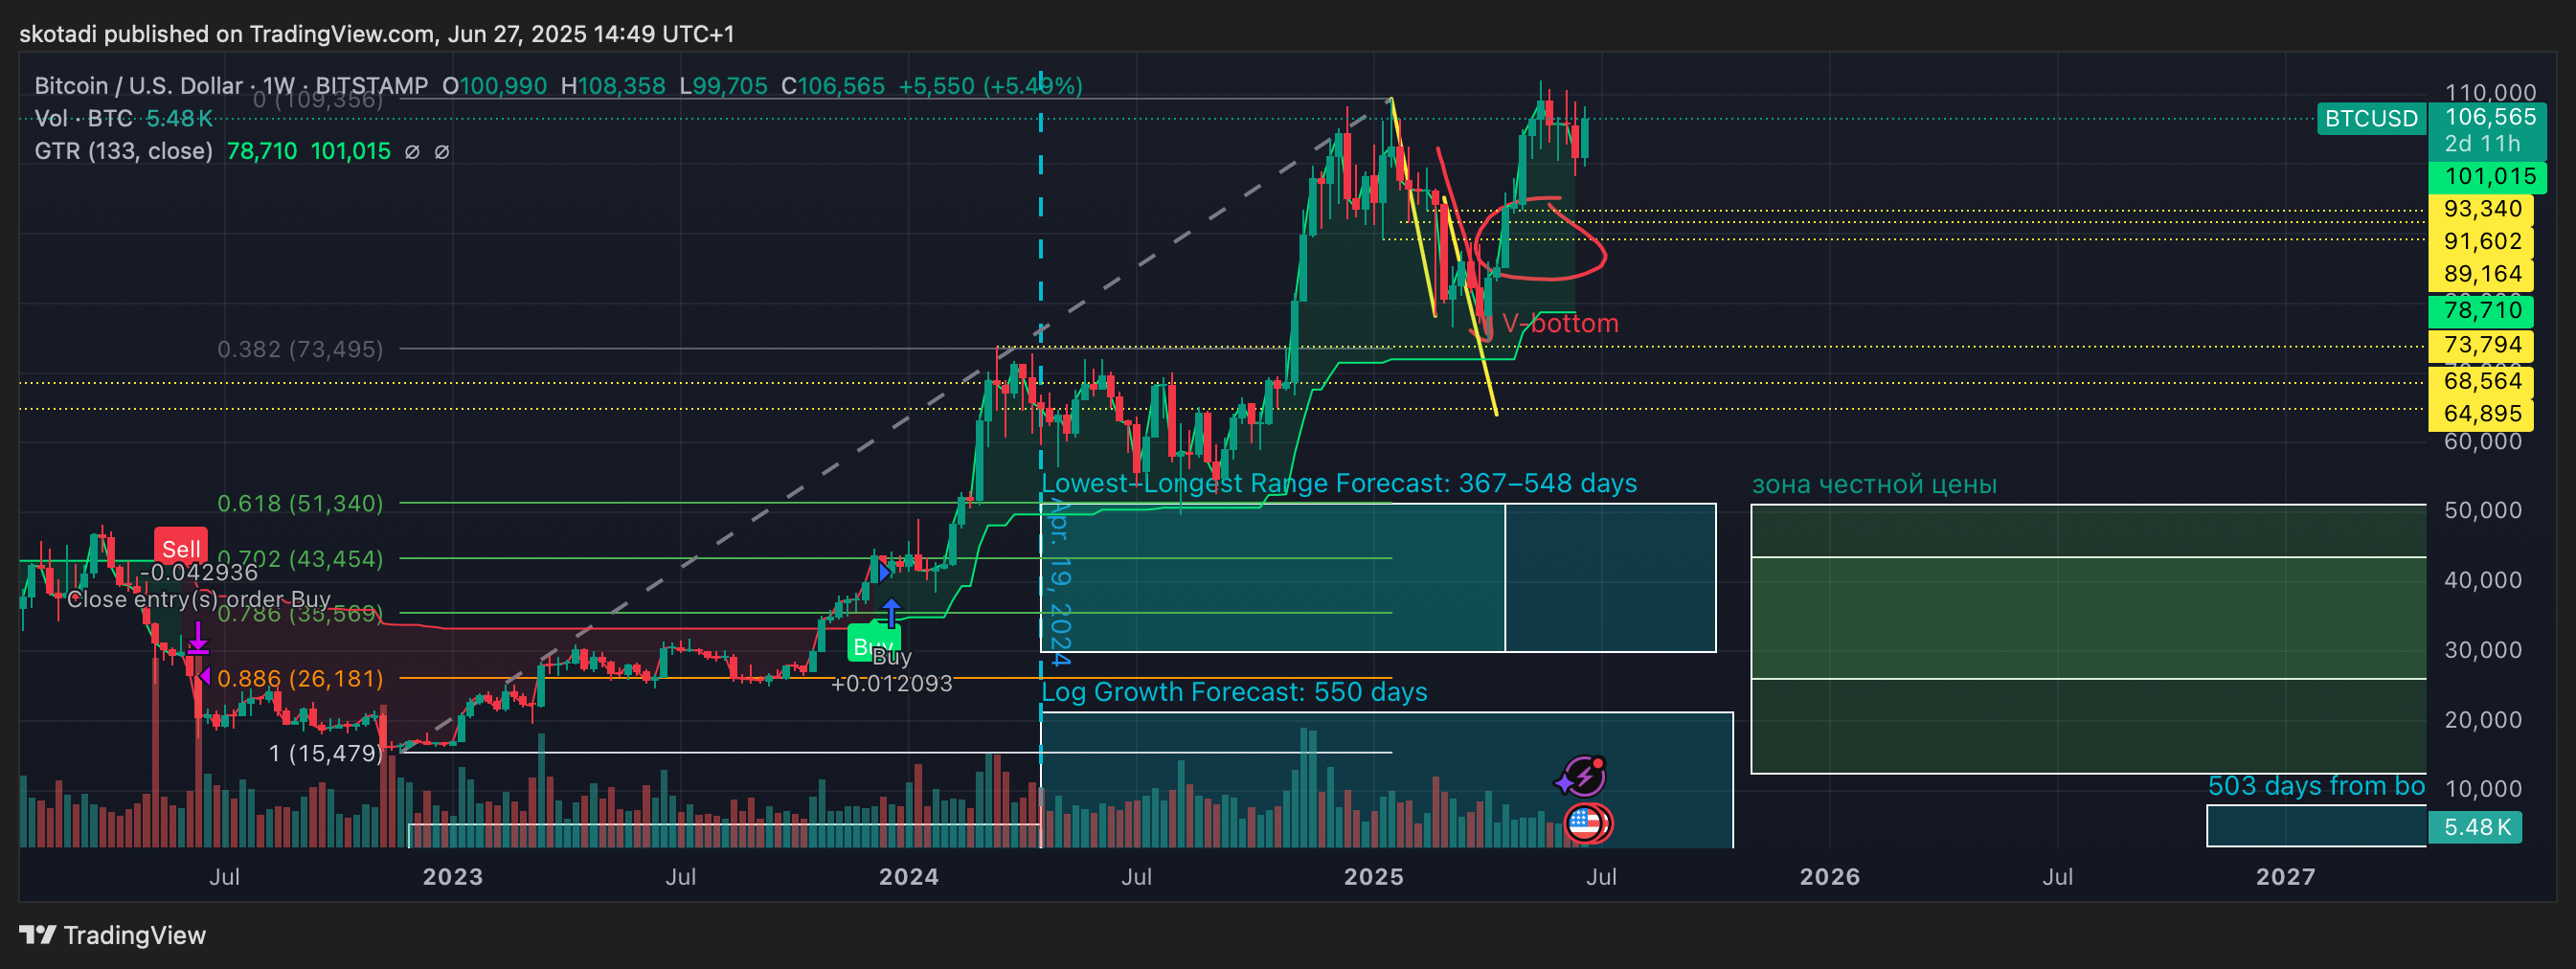 skotadi published on TradingView.com, Jun 27, 2025 14:49 UTC+1
Bitcoin / U.S. Dollar · 1W · BITSTAMP O100,990 H108,358 L99,705 C106,565 +5,550 (+5.49%)
0 (109,356)
Vol · BTC 5.48K
GTR (133, close) 78,710 101,015 ∅ ∅
110,000
BTCUSD 106,565
2d 11h
101,015
93,340
91,602
89,164
78,710
V-bottom
73,794
0.382 (73,495)
68,564
64,895
60,000
Lowest–Longest Range Forecast: 367–548 days
зона честной цены
0.618 (51,340)
50,000
Apr. 19, 2024
Sell
-0.042936
0.702 (43,454)
40,000
Close entry(s) order Buy
0.786 (35,569)
Buy
Buy
+0.012093
30,000
0.886 (26,181)
Log Growth Forecast: 550 days
20,000
1 (15,479)
503 days from bo
10,000
5.48K
Jul 2023 Jul 2024 Jul 2025 Jul 2026 Jul 2027
TradingView